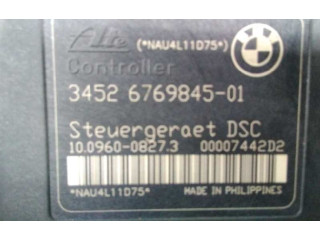 Ate (*NAU4L11D75*)
Controller
3452 6769845-01
Steuergeraet DSC
10.0960-0827.3 00007442D2
*NAU4L11D75* MADE IN PHILIPPINES